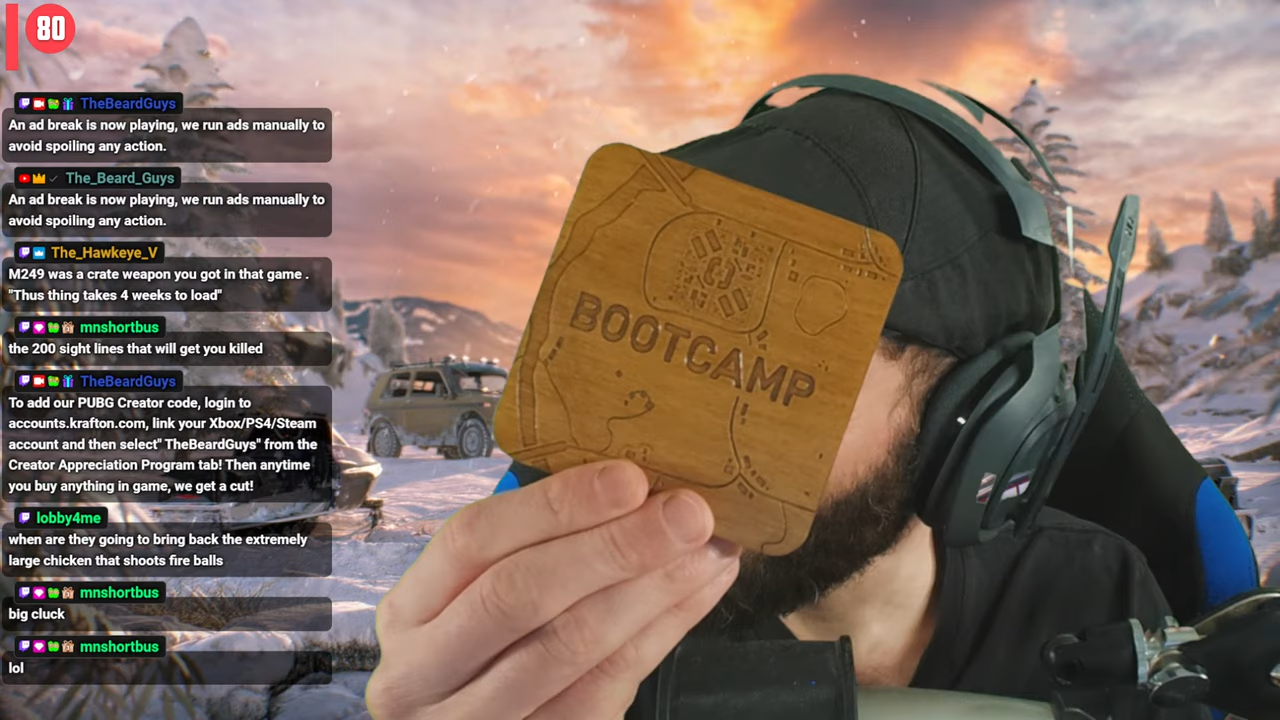 80
TheBeardGuys
An ad break is now playing, we run ads manually to
avoid spoiling any action.
The_Beard_Guys
An ad break is now playing, we run ads manually to
avoid spoiling any action.
The_Hawkeye_V
M249 was a crate weapon you got in that game .
"Thus thing takes 4 weeks to load"
mnshortbus
the 200 sight lines that will get you killed
TheBeardGuys
To add our PUBG Creator code, login to
accounts.krafton.com, link your Xbox/PS4/Steam
account and then select" TheBeardGuys" from the
Creator Appreciation Program tab! Then anytime
you buy anything in game, we get a cut!
lobby4me
when are they going to bring back the extremely
large chicken that shoots fire balls
mnshortbus
big cluck
mnshortbus
lol
BOOTCAMP